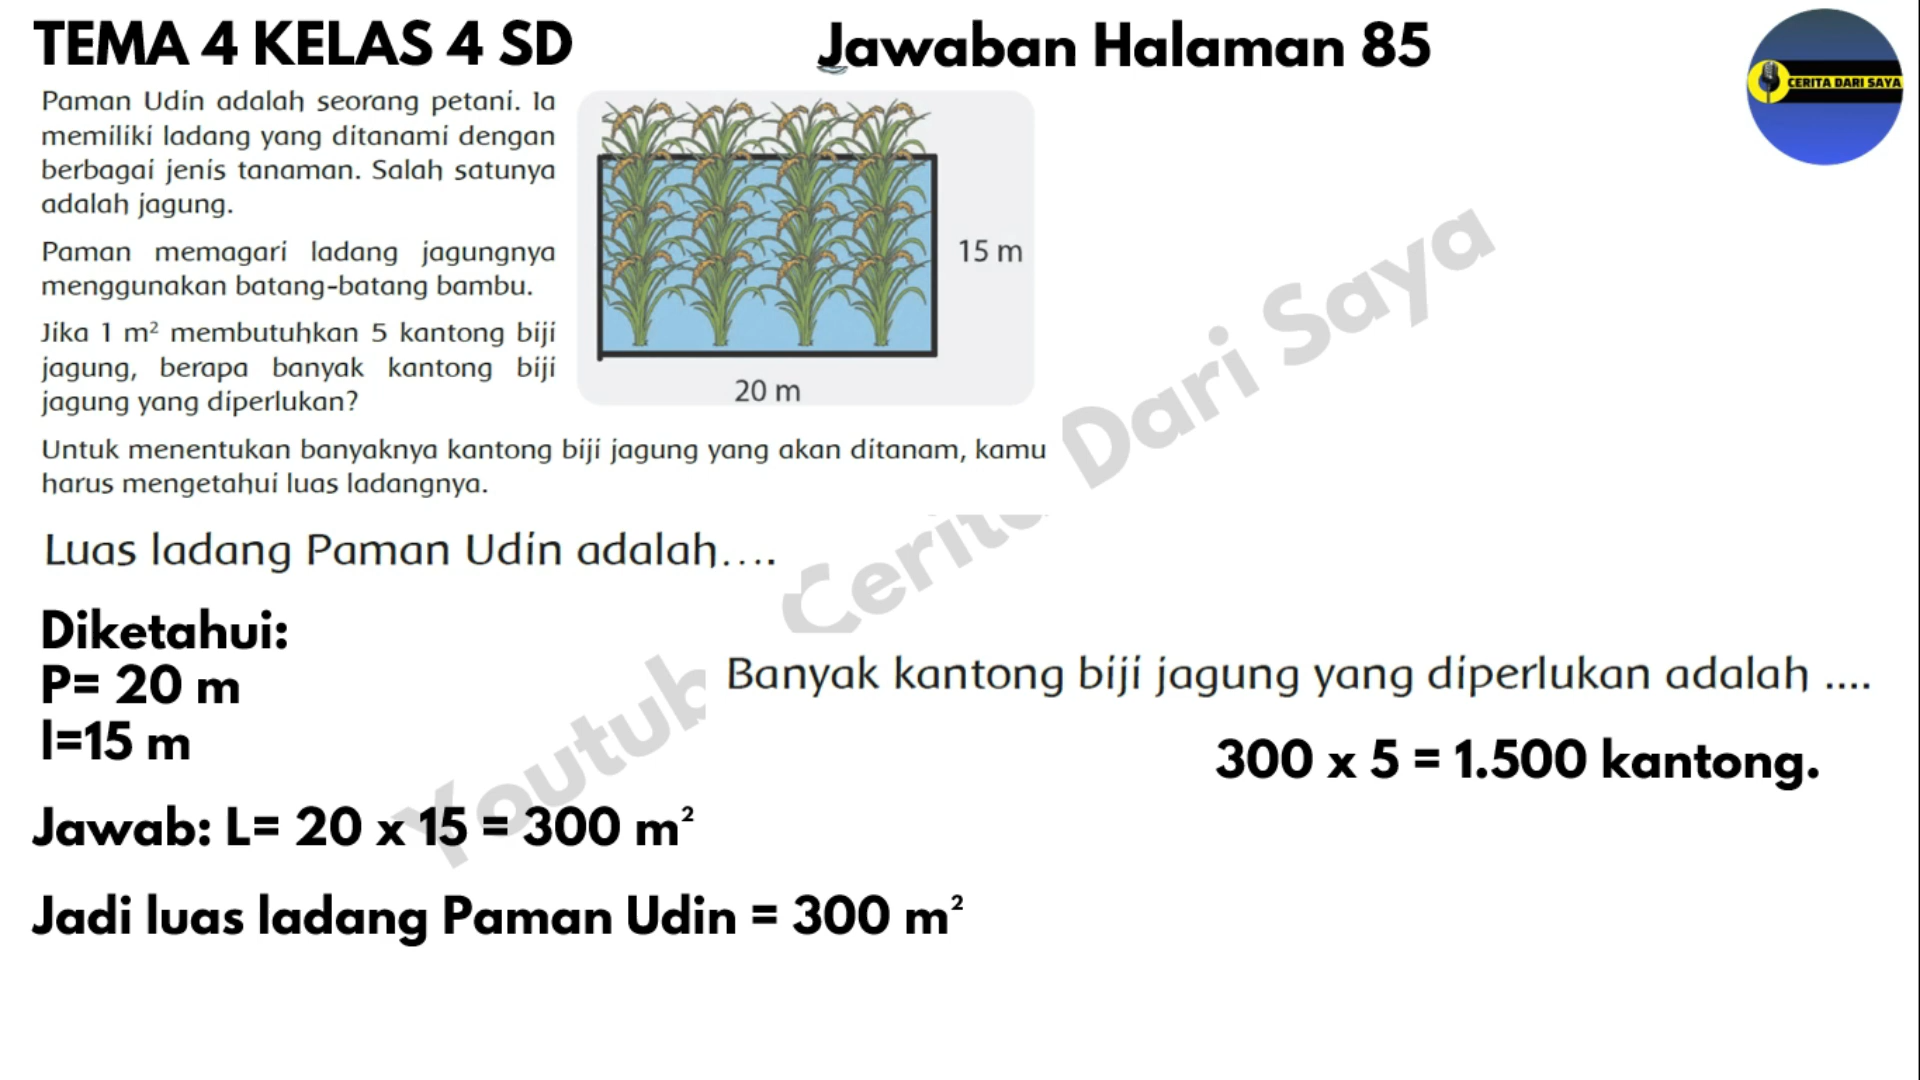 TEMA 4 KELAS 4 SD
Jawaban Halaman 85
CERITA DARI SAYA
Paman Udin adalah seorang petani. Ia
memiliki ladang yang ditanami dengan
berbagai jenis tanaman. Salah satunya
adalah jagung.
Paman memagari ladang jagungnya
menggunakan batang-batang bambu.
Jika 1 m² membutuhkan 5 kantong biji
jagung, berapa banyak kantong biji
jagung yang diperlukan?
15 m
20 m
Untuk menentukan banyaknya kantong biji jagung yang akan ditanam, kamu
harus mengetahui luas ladangnya.
Luas ladang Paman Udin adalah….
Diketahui:
P= 20 m
l=15 m
Jawab: L= 20 x 15 = 300 m²
Jadi luas ladang Paman Udin = 300 m²
Banyak kantong biji jagung yang diperlukan adalah ....
300 x 5 = 1.500 kantong.
Youtub Cerita Dari Saya